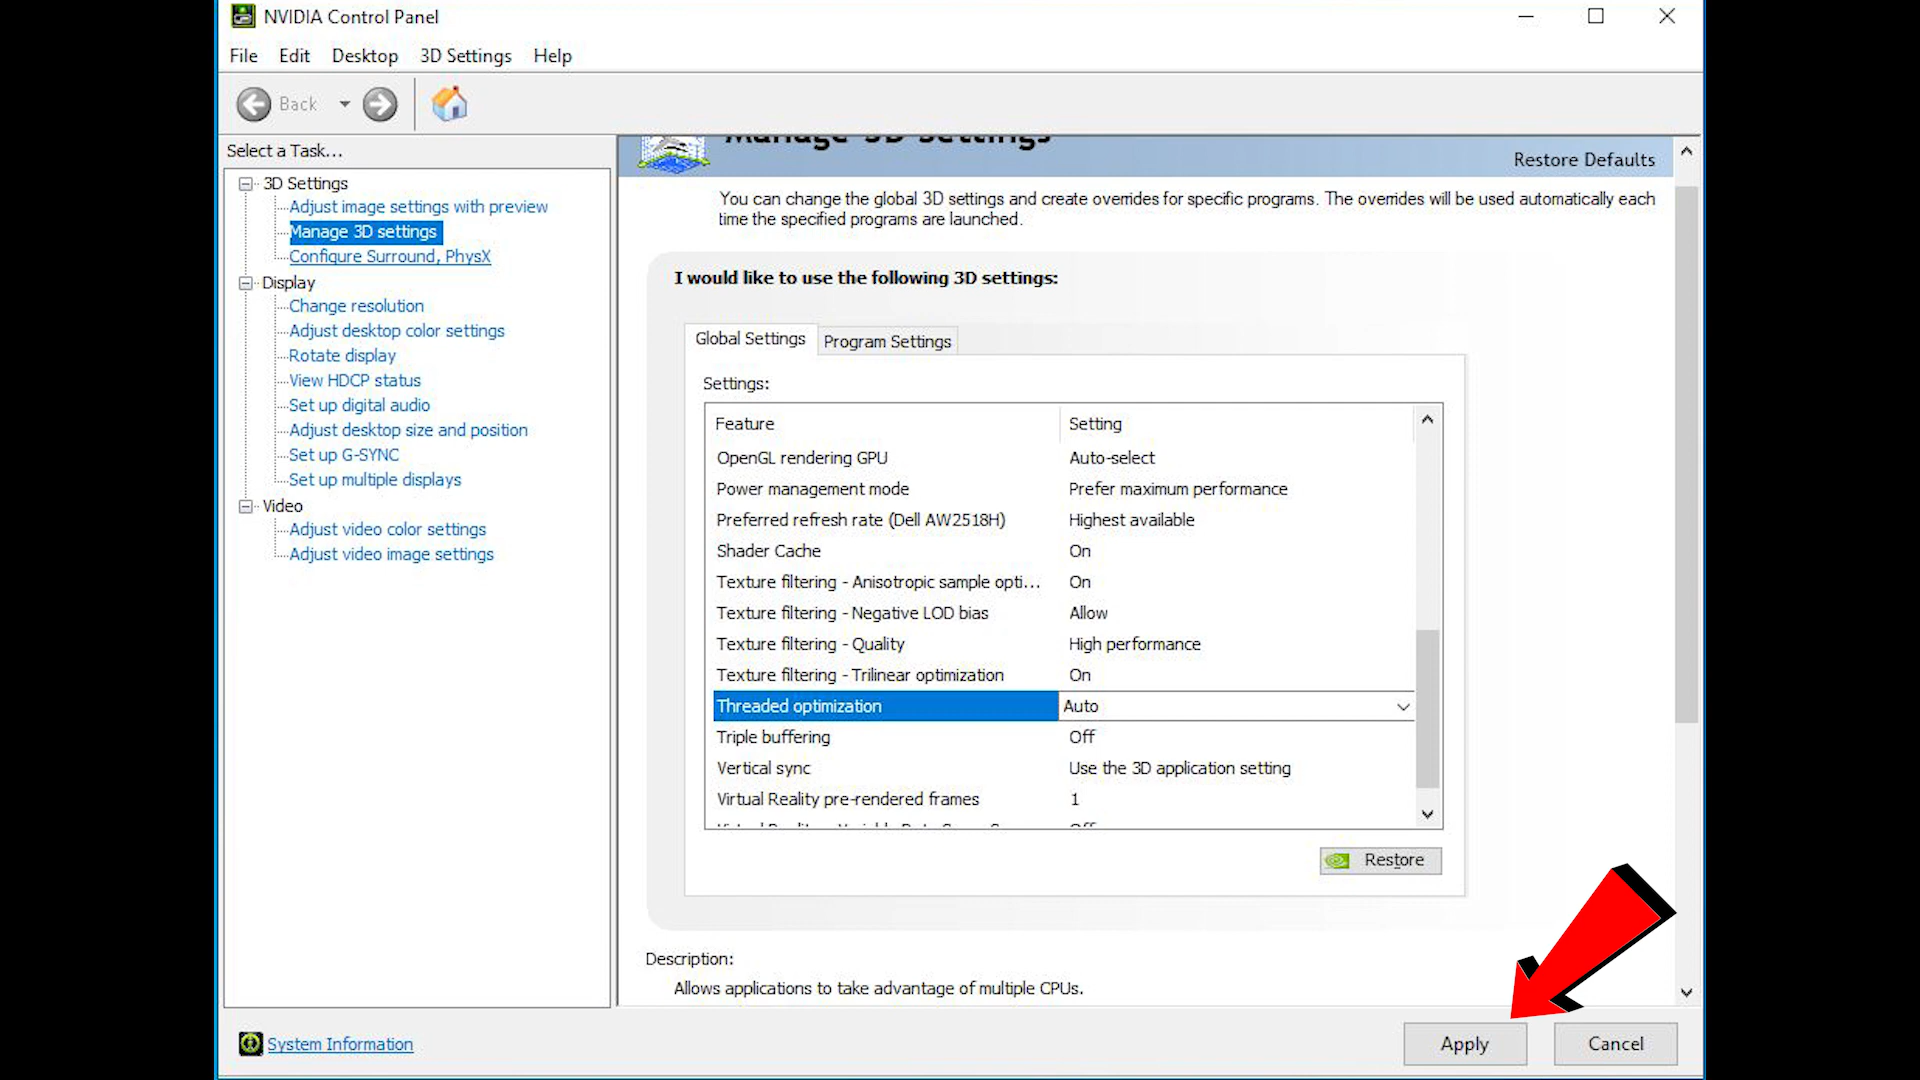 NVIDIA Control Panel
File Edit Desktop 3D Settings Help
Back
Select a Task...
3D Settings
Adjust image settings with preview
Manage 3D settings
Configure Surround, PhysX
Display
Change resolution
Adjust desktop color settings
Rotate display
View HDCP status
Set up digital audio
Adjust desktop size and position
Set up G-SYNC
Set up multiple displays
Video
Adjust video color settings
Adjust video image settings
System Information
Manage 3D Settings
Restore Defaults
You can change the global 3D settings and create overrides for specific programs. The overrides will be used automatically each
time the specified programs are launched.
I would like to use the following 3D settings:
Global Settings Program Settings
Settings:
Feature Setting
OpenGL rendering GPU Auto-select
Power management mode Prefer maximum performance
Preferred refresh rate (Dell AW2518H) Highest available
Shader Cache On
Texture filtering - Anisotropic sample opti... On
Texture filtering - Negative LOD bias Allow
Texture filtering - Quality High performance
Texture filtering - Trilinear optimization On
Threaded optimization Auto
Triple buffering Off
Vertical sync Use the 3D application setting
Virtual Reality pre-rendered frames 1
Restore
Description:
Allows applications to take advantage of multiple CPUs.
Apply Cancel